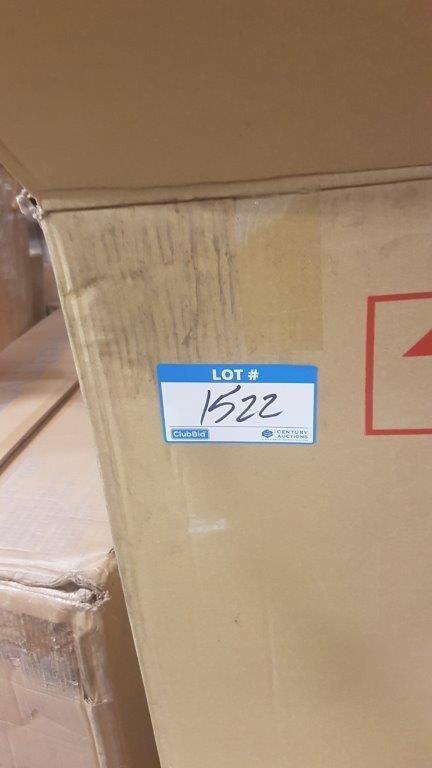 LOT #
1522
ClubBid
CENTURY
AUCTIONS